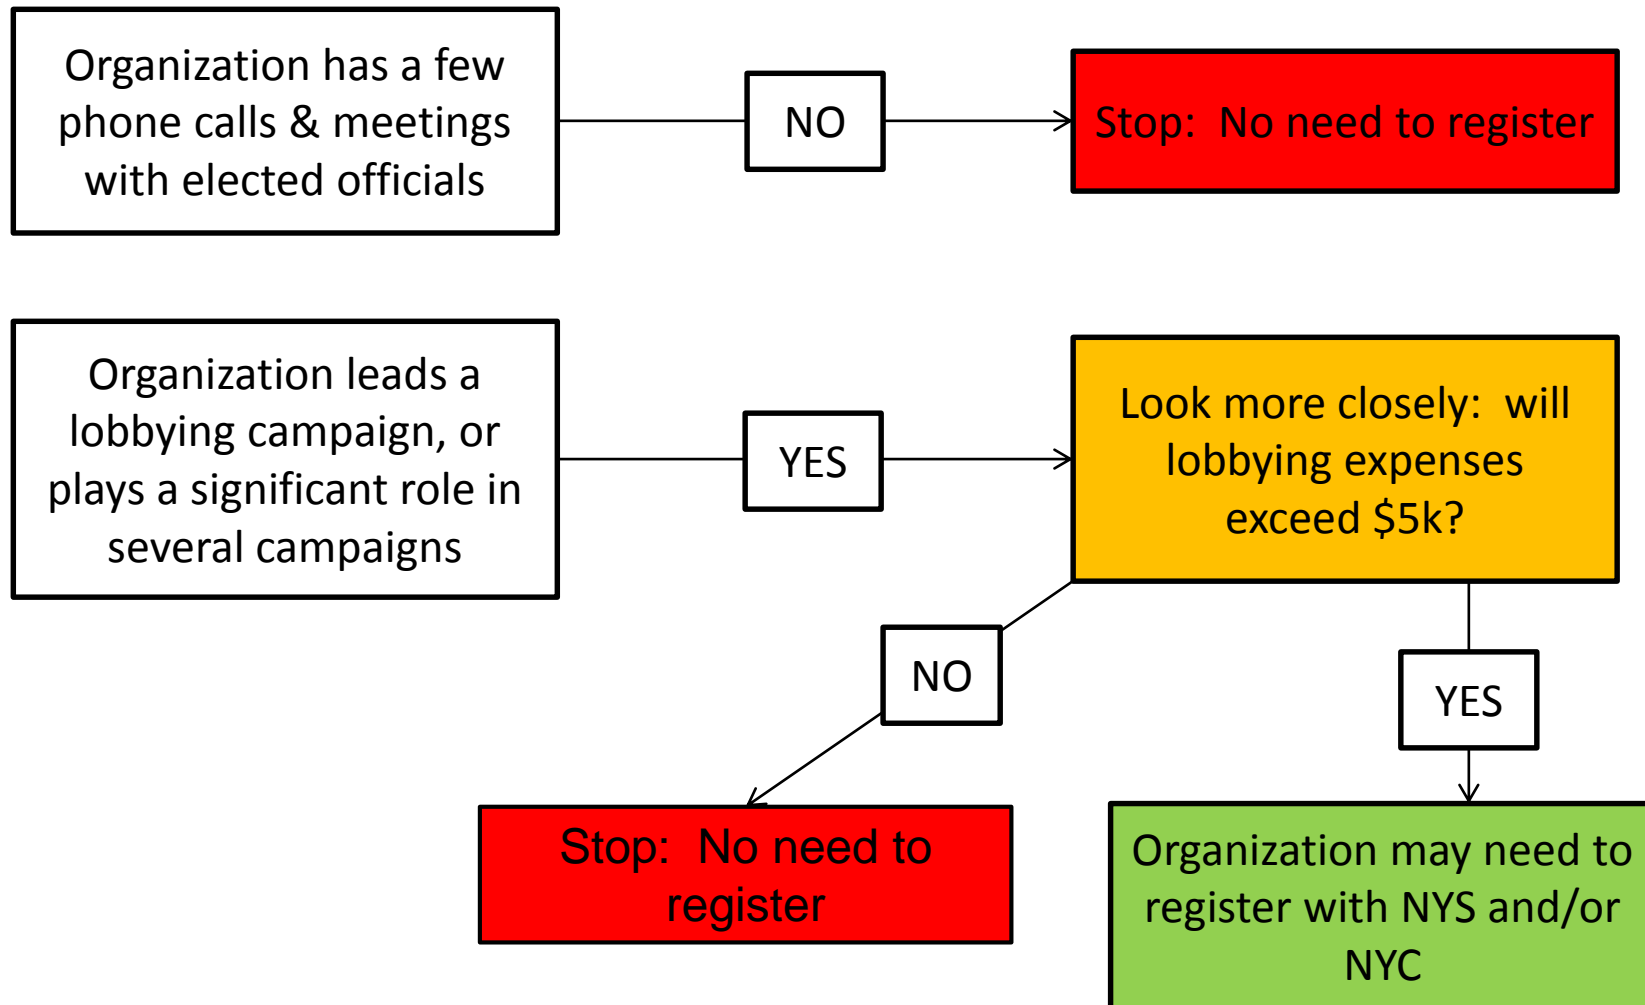 Organization has a few
phone calls & meetings
with elected officials
NO
Stop:  No need to register
Organization leads a
lobbying campaign, or
plays a significant role in
several campaigns
YES
Look more closely:  will
lobbying expenses
exceed $5k?
NO
YES
Stop:  No need to
register
Organization may need to
register with NYS and/or
NYC